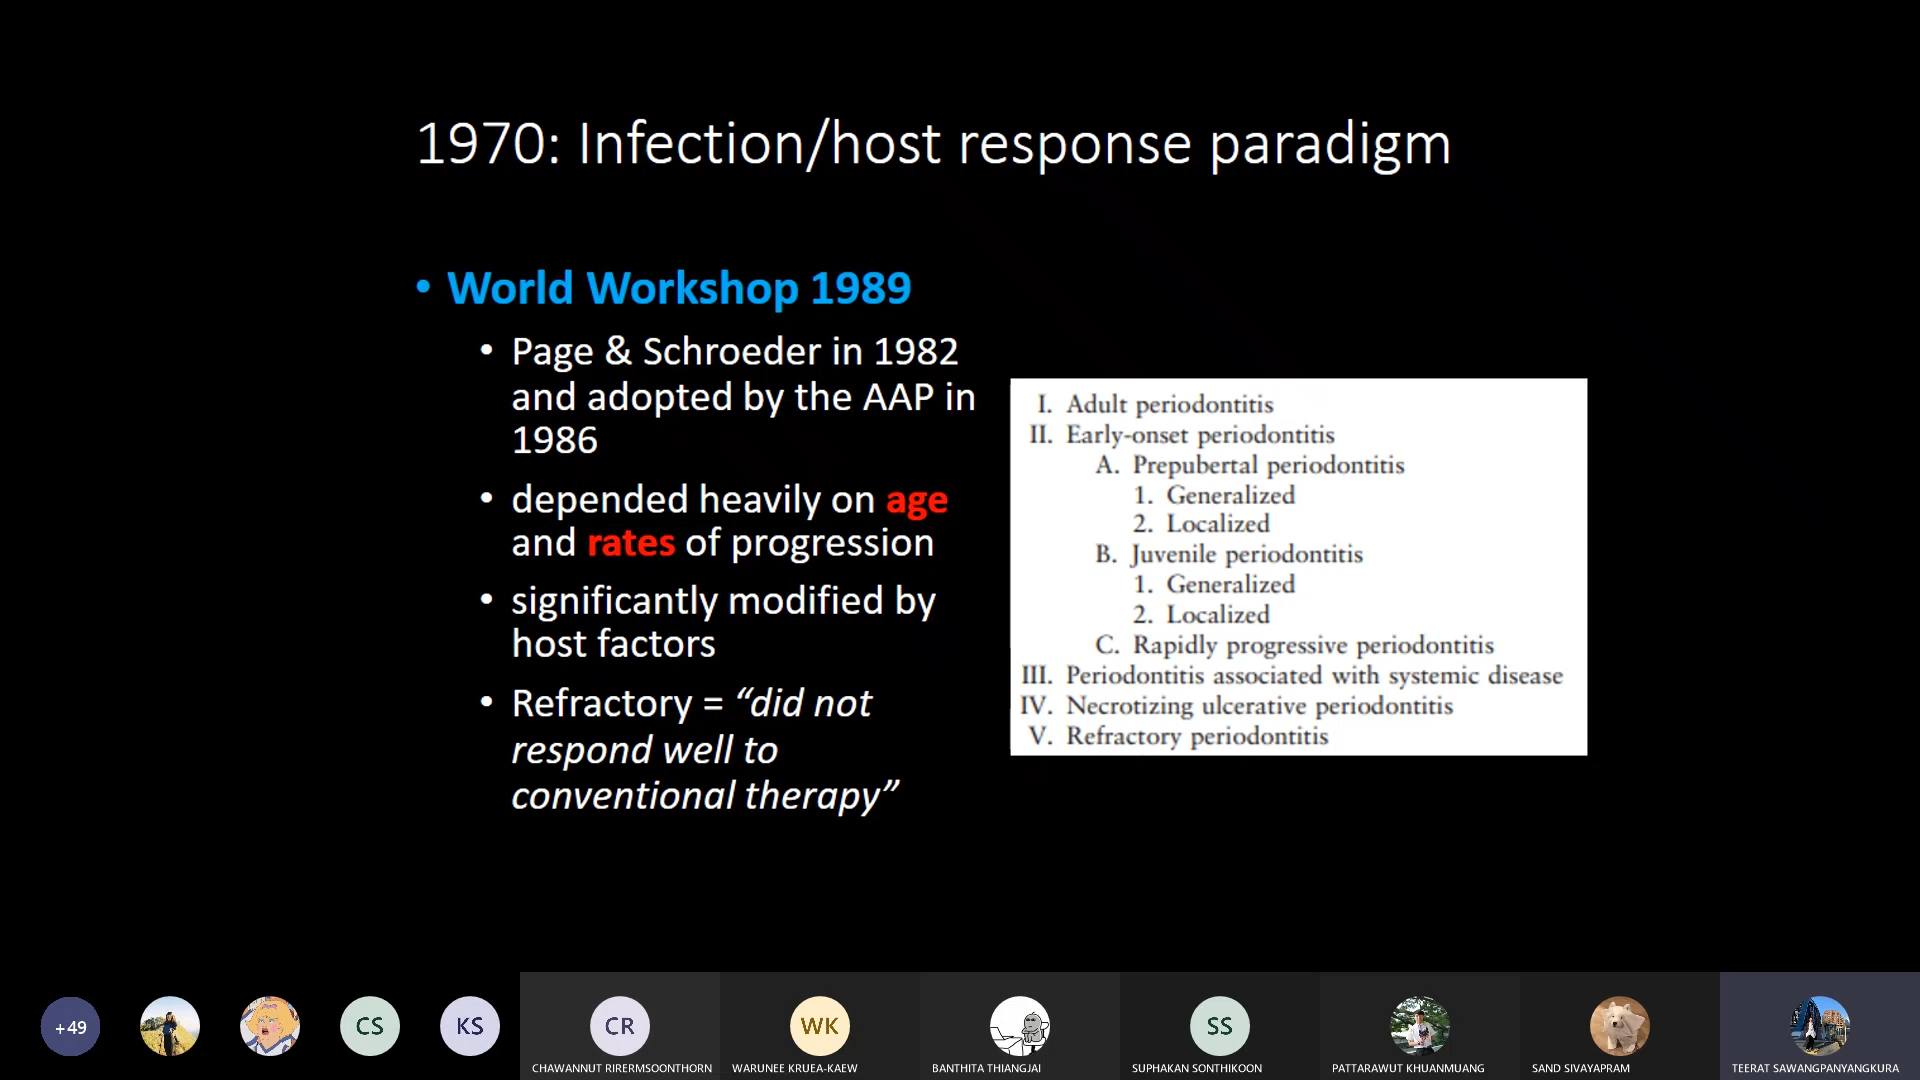 1970: Infection/host response paradigm
• World Workshop 1989
• Page & Schroeder in 1982
and adopted by the AAP in
1986
• depended heavily on age
and rates of progression
• significantly modified by
host factors
• Refractory = “did not
respond well to
conventional therapy”
I. Adult periodontitis
II. Early-onset periodontitis
A. Prepubertal periodontitis
1. Generalized
2. Localized
B. Juvenile periodontitis
1. Generalized
2. Localized
C. Rapidly progressive periodontitis
III. Periodontitis associated with systemic disease
IV. Necrotizing ulcerative periodontitis
V. Refractory periodontitis
+49
CS
KS
CR
WK
SS
CHAWANNUT RIRERMSOONTHORN
WARUNEE KRUEA-KAEW
BANTHITA THIANGJAI
SUPHAKAN SONTHIKOON
PATTARAWUT KHUANMUANG
SAND SIVAYAPRAM
TEERAT SAWANGPANYANGKURA